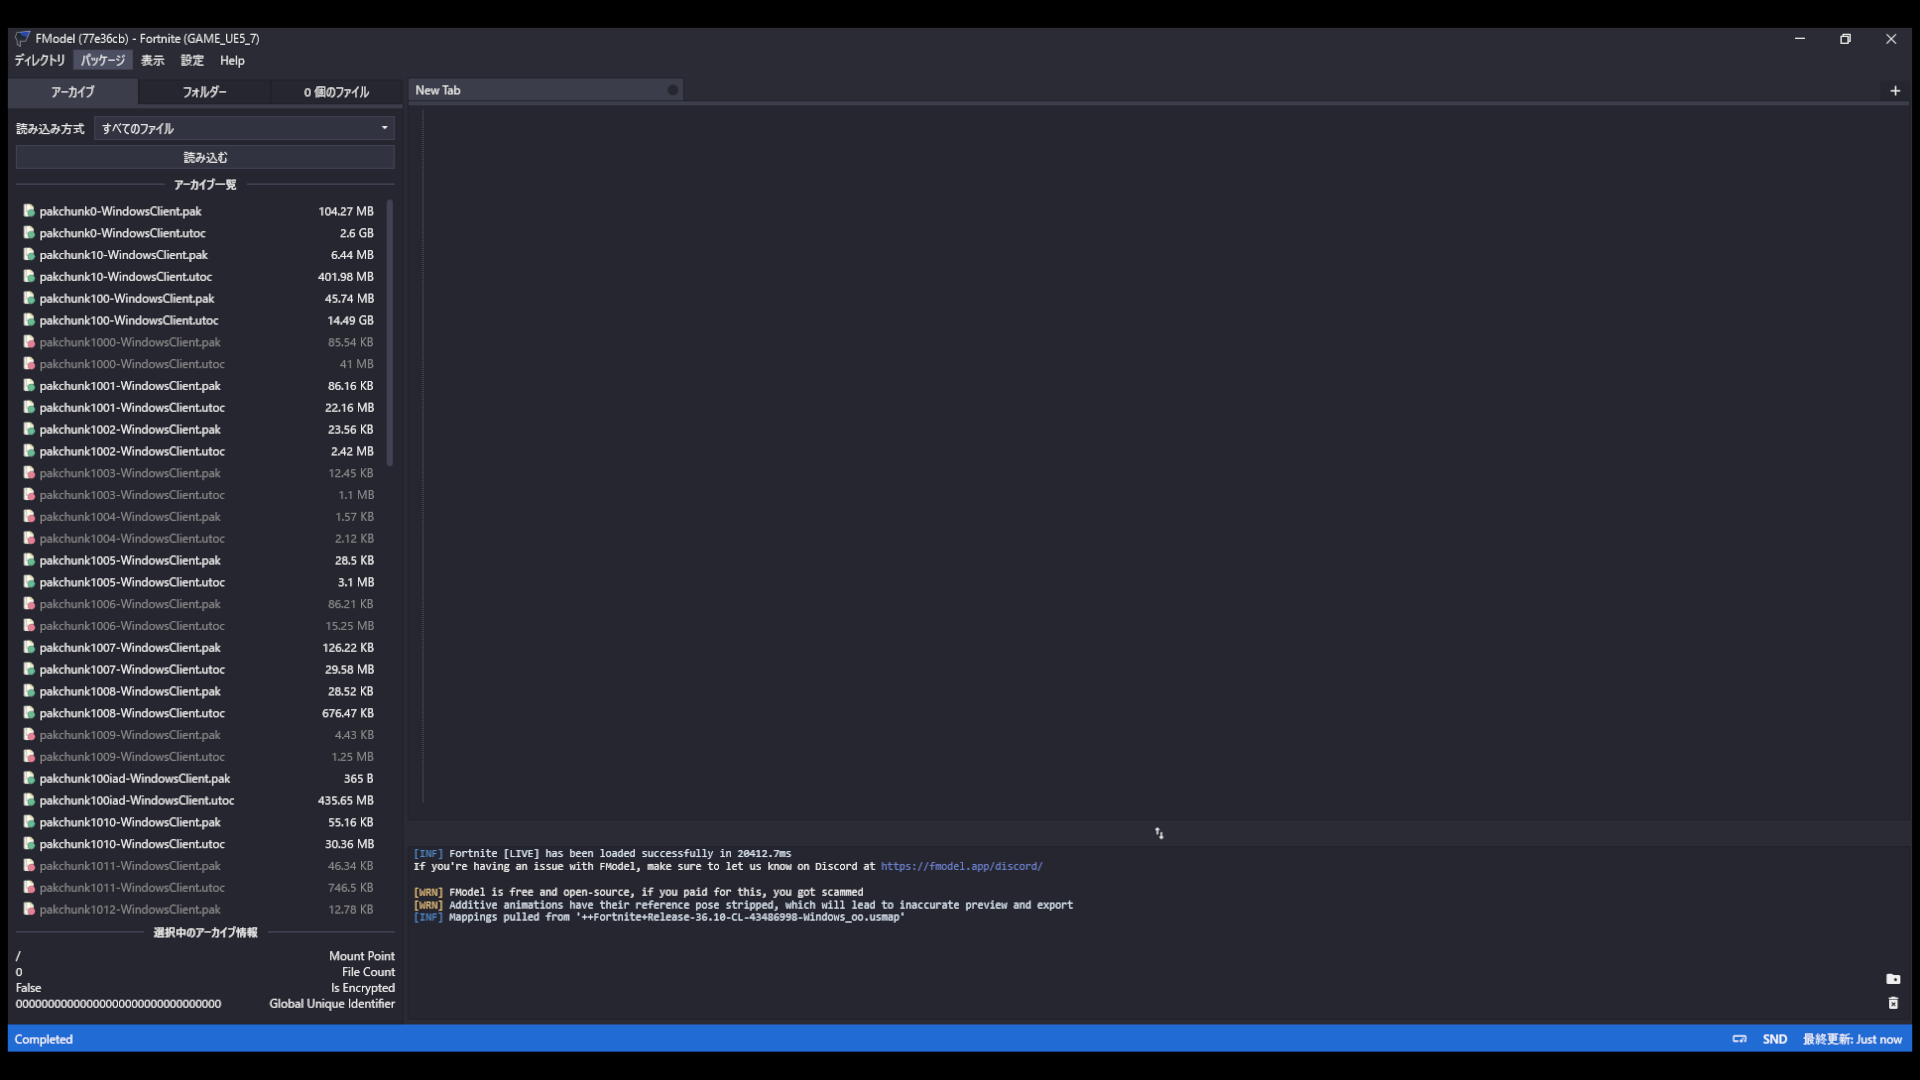 FModel (77e36cb) - Fortnite (GAME_UE5_7)
ディレクトリ パッケージ 表示 設定 Help
アーカイブ フォルダー 0 個のファイル
New Tab
読み込み方式 すべてのファイル
読み込む
アーカイブ一覧
pakchunk0-WindowsClient.pak 104.27 MB
pakchunk0-WindowsClient.utoc 2.6 GB
pakchunk10-WindowsClient.pak 6.44 MB
pakchunk10-WindowsClient.utoc 401.98 MB
pakchunk100-WindowsClient.pak 45.74 MB
pakchunk100-WindowsClient.utoc 14.49 GB
pakchunk1000-WindowsClient.pak 85.54 KB
pakchunk1000-WindowsClient.utoc 41 MB
pakchunk1001-WindowsClient.pak 86.16 KB
pakchunk1001-WindowsClient.utoc 22.16 MB
pakchunk1002-WindowsClient.pak 23.56 KB
pakchunk1002-WindowsClient.utoc 2.42 MB
pakchunk1003-WindowsClient.pak 12.45 KB
pakchunk1003-WindowsClient.utoc 1.1 MB
pakchunk1004-WindowsClient.pak 1.57 KB
pakchunk1004-WindowsClient.utoc 2.12 KB
pakchunk1005-WindowsClient.pak 28.5 KB
pakchunk1005-WindowsClient.utoc 3.1 MB
pakchunk1006-WindowsClient.pak 86.21 KB
pakchunk1006-WindowsClient.utoc 15.25 MB
pakchunk1007-WindowsClient.pak 126.22 KB
pakchunk1007-WindowsClient.utoc 29.58 MB
pakchunk1008-WindowsClient.pak 28.52 KB
pakchunk1008-WindowsClient.utoc 676.47 KB
pakchunk1009-WindowsClient.pak 4.43 KB
pakchunk1009-WindowsClient.utoc 1.25 MB
pakchunk100iad-WindowsClient.pak 365 B
pakchunk100iad-WindowsClient.utoc 435.65 MB
pakchunk1010-WindowsClient.pak 55.16 KB
pakchunk1010-WindowsClient.utoc 30.36 MB
pakchunk1011-WindowsClient.pak 46.34 KB
pakchunk1011-WindowsClient.utoc 746.5 KB
pakchunk1012-WindowsClient.pak 12.78 KB
選択中のアーカイブ情報
/ Mount Point
0 File Count
False Is Encrypted
00000000000000000000000000000000 Global Unique Identifier
[INF] Fortnite [LIVE] has been loaded successfully in 20412.7ms
If you're having an issue with FModel, make sure to let us know on Discord at https://fmodel.app/discord/
[WRN] FModel is free and open-source, if you paid for this, you got scammed
[WRN] Additive animations have their reference pose stripped, which will lead to inaccurate preview and export
[INF] Mappings pulled from '++Fortnite+Release-36.10-CL-43486998-Windows_oo.usmap'
Completed SND 最終更新: Just now